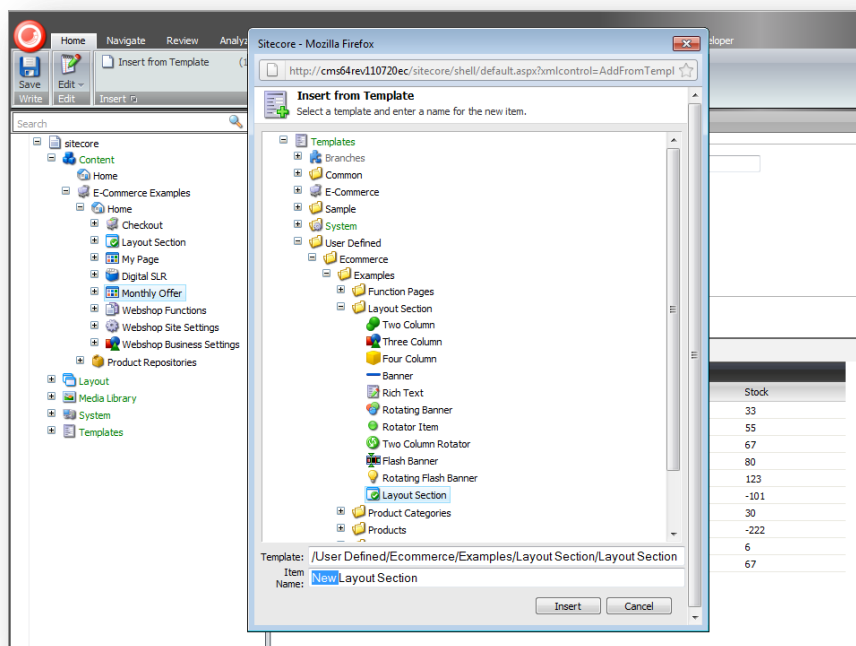 Home Navigate Review Analyz
Insert from Template (1
Save
Edit
Write Edit Insert
Search
sitecore
Content
Home
E-Commerce Examples
Home
Checkout
Layout Section
My Page
Digital SLR
Monthly Offer
Webshop Functions
Webshop Site Settings
Webshop Business Settings
Product Repositories
Layout
Media Library
System
Templates
Sitecore - Mozilla Firefox
http://cms64rev110720ec/sitecore/shell/default.aspx?xmlcontrol=AddFromTempl
Insert from Template
Select a template and enter a name for the new item.
Templates
Branches
Common
E-Commerce
Sample
System
User Defined
Ecommerce
Examples
Function Pages
Layout Section
Two Column
Three Column
Four Column
Banner
Rich Text
Rotating Banner
Rotator Item
Two Column Rotator
Flash Banner
Rotating Flash Banner
Layout Section
Product Categories
Products
Template: /User Defined/Ecommerce/Examples/Layout Section/Layout Section
Item Name: New Layout Section
Insert Cancel
eloper
Stock
33
55
67
80
123
-101
30
-222
6
67